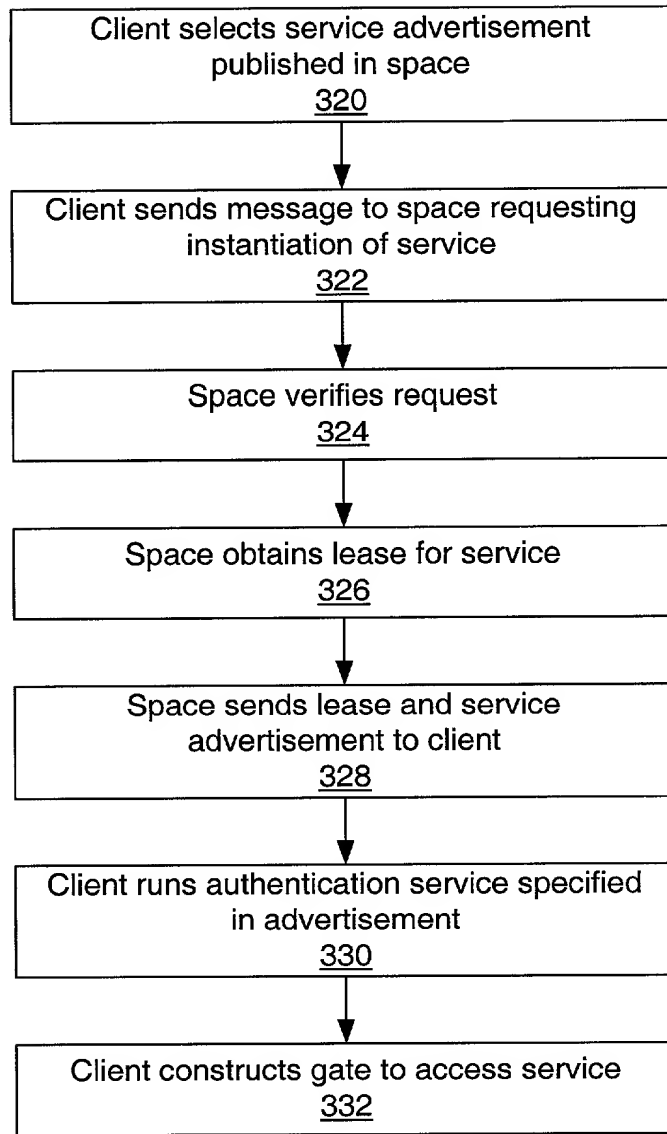 Client selects service advertisement
published in space
320
Client sends message to space requesting
instantiation of service
322
Space verifies request
324
Space obtains lease for service
326
Space sends lease and service
advertisement to client
328
Client runs authentication service specified
in advertisement
330
Client constructs gate to access service
332